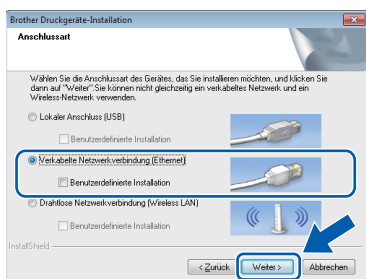 Brother Druckgeräte-Installation
Anschlussart
Wählen Sie die Anschlussart des Gerätes, das Sie installieren möchten, und klicken Sie
dann auf "Weiter".Sie können nicht gleichzeitig ein verkabeltes Netzwerk und ein
Wireless-Netzwerk verwenden.
Lokaler Anschluss (USB)
Benutzerdefinierte Installation
Verkabelte Netzwerkverbindung (Ethernet)
Benutzerdefinierte Installation
Drahtlose Netzwerkverbindung (Wireless LAN)
Benutzerdefinierte Installation
InstallShield
< Zurück Weiter > Abbrechen